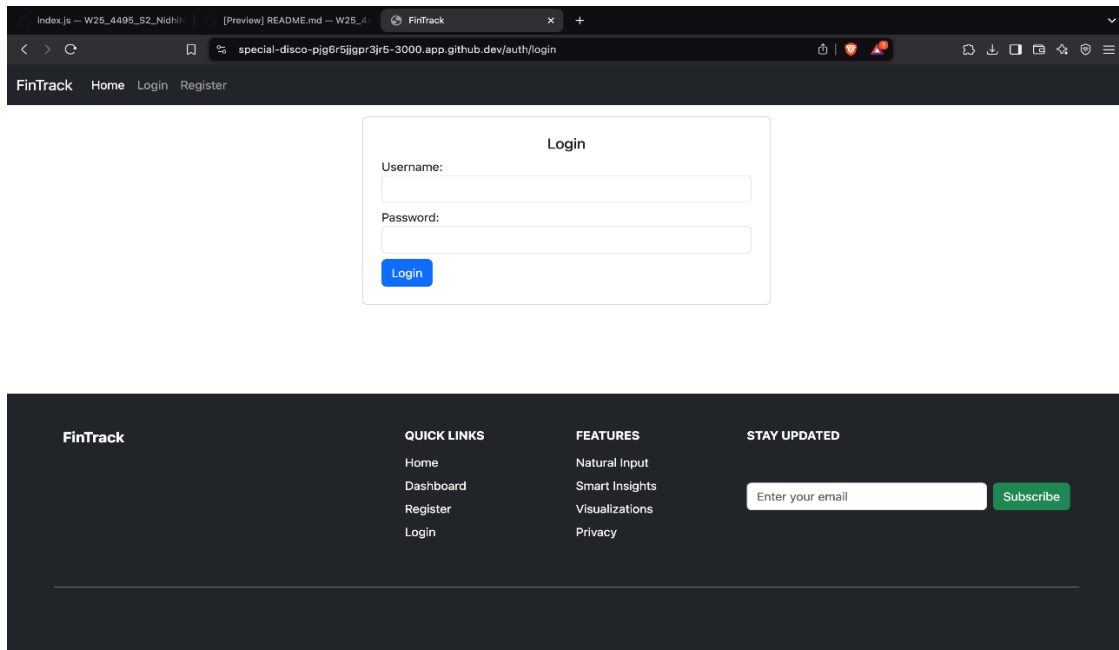 index.js — W25_4495_S2_Nidhi
[Preview] README.md — W25_4
FinTrack
special-disco-pjg6r5jjgpr3jr5-3000.app.github.dev/auth/login
FinTrack Home Login Register
Login
Username:
Password:
Login
FinTrack
QUICK LINKS
Home
Dashboard
Register
Login
FEATURES
Natural Input
Smart Insights
Visualizations
Privacy
STAY UPDATED
Enter your email
Subscribe